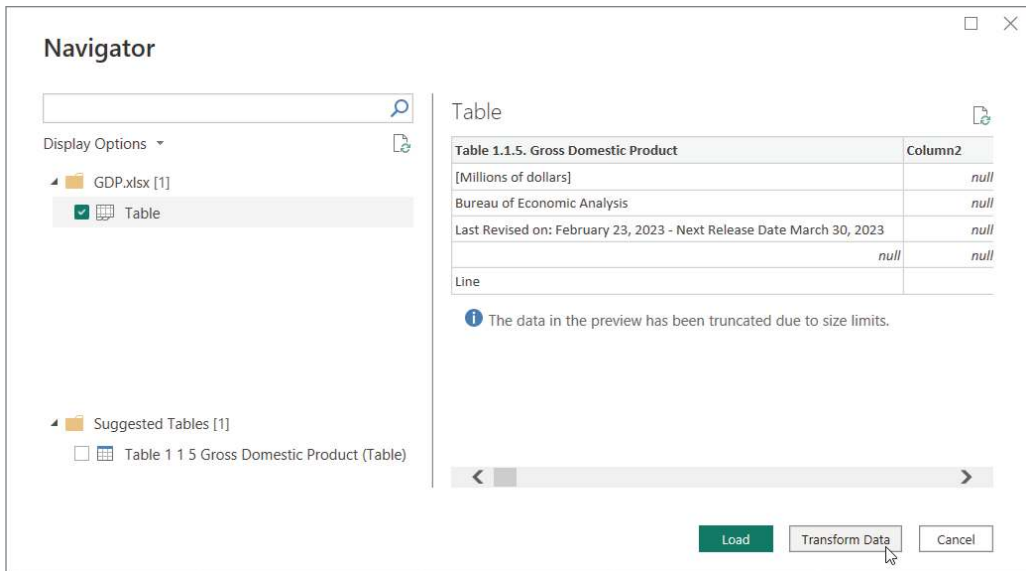 Navigator
Display Options
GDP.xlsx [1]
Table
Suggested Tables [1]
Table 1 1 5 Gross Domestic Product (Table)
Table
Table 1.1.5. Gross Domestic Product Column2
[Millions of dollars] null
Bureau of Economic Analysis null
Last Revised on: February 23, 2023 - Next Release Date March 30, 2023 null
null null
Line
The data in the preview has been truncated due to size limits.
Load Transform Data Cancel